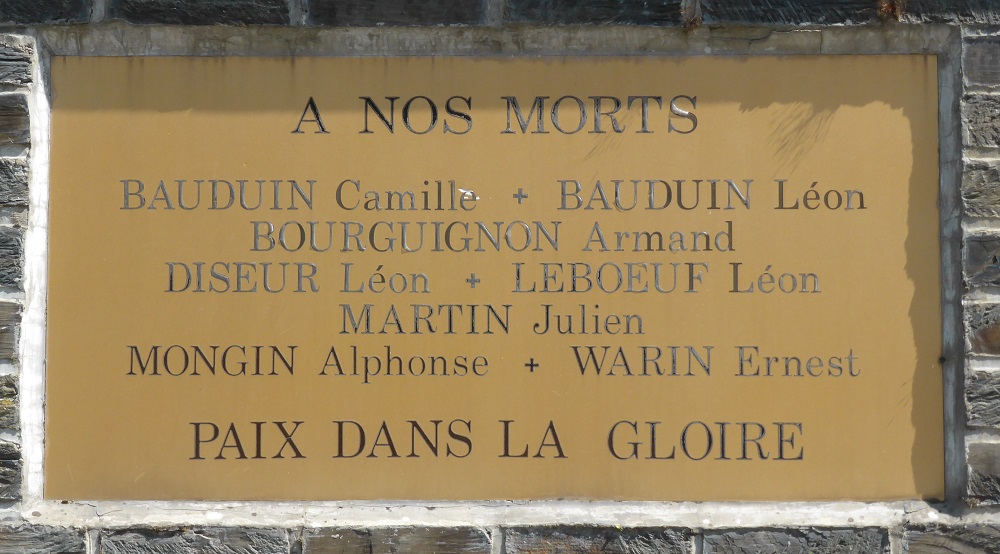 A NOS MORTS
BAUDUIN Camille + BAUDUIN Léon
BOURGUIGNON Armand
DISEUR Léon + LEBOEUF Léon
MARTIN Julien
MONGIN Alphonse + WARIN Ernest
PAIX DANS LA GLOIRE